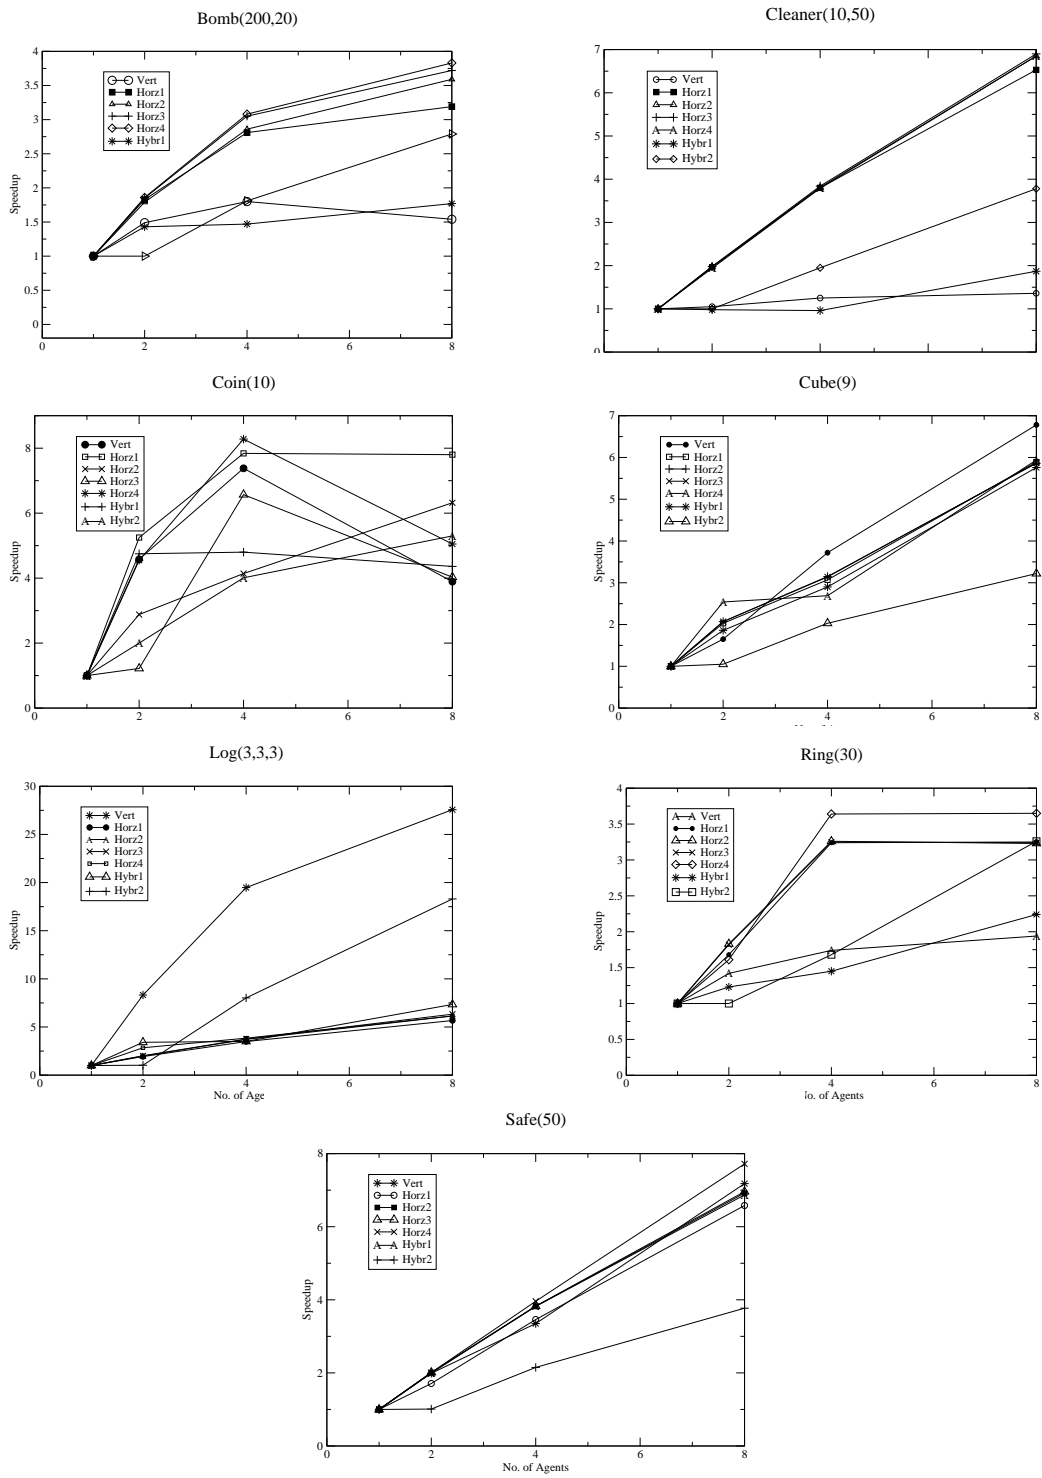 Bomb(200,20)
4
3.5
3
2.5
2
1.5
1
0.5
0
Speedup
Vert
Horz1
Horz2
Horz3
Horz4
Hybr1
0 2 4 6 8
Cleaner(10,50)
7
6
5
4
3
2
1
0
Vert
Horz1
Horz2
Horz3
Horz4
Hybr1
Hybr2
Coin(10)
8
6
4
2
0
Speedup
Vert
Horz1
Horz2
Horz3
Horz4
Hybr1
Hybr2
0 2 4 6 8
Cube(9)
7
6
5
4
3
2
1
0
Speedup
Vert
Horz1
Horz2
Horz3
Horz4
Hybr1
Hybr2
0 2 4 6 8
Log(3,3,3)
30
25
20
15
10
5
0
Speedup
Vert
Horz1
Horz2
Horz3
Horz4
Hybr1
Hybr2
0 2 4 6 8
No. of Age
Ring(30)
4
3.5
3
2.5
2
1.5
1
0.5
0
Speedup
Vert
Horz1
Horz2
Horz3
Horz4
Hybr1
Hybr2
0 2 4 6 8
o. of Agents
Safe(50)
8
6
4
2
0
Speedup
Vert
Horz1
Horz2
Horz3
Horz4
Hybr1
Hybr2
0 2 4 6 8
No. of Agents